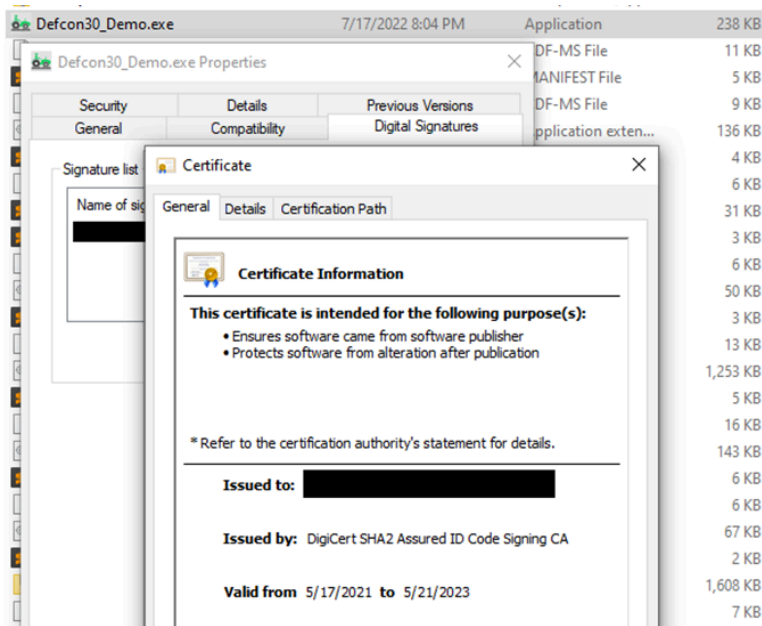 Defcon30_Demo.exe 7/17/2022 8:04 PM Application 238 KB
Defcon30_Demo.exe Properties
DF-MS File 11 KB
MANIFEST File 5 KB
Security Details Previous Versions
DF-MS File 9 KB
General Compatibility Digital Signatures
pplication exten... 136 KB
Signature list
Certificate
4 KB
6 KB
Name of sig
General Details Certification Path
31 KB
3 KB
6 KB
Certificate Information
50 KB
This certificate is intended for the following purpose(s):
3 KB
• Ensures software came from software publisher
13 KB
• Protects software from alteration after publication
1,253 KB
5 KB
16 KB
* Refer to the certification authority's statement for details.
143 KB
Issued to:
6 KB
6 KB
Issued by: DigiCert SHA2 Assured ID Code Signing CA
67 KB
2 KB
Valid from 5/17/2021 to 5/21/2023
1,608 KB
7 KB